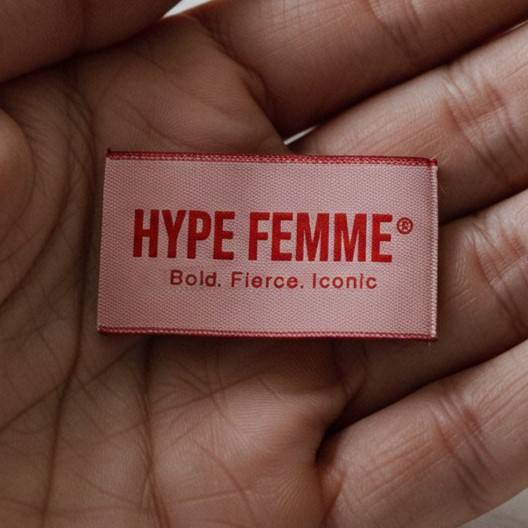 HYPE FEMME®
Bold. Fierce. Iconic